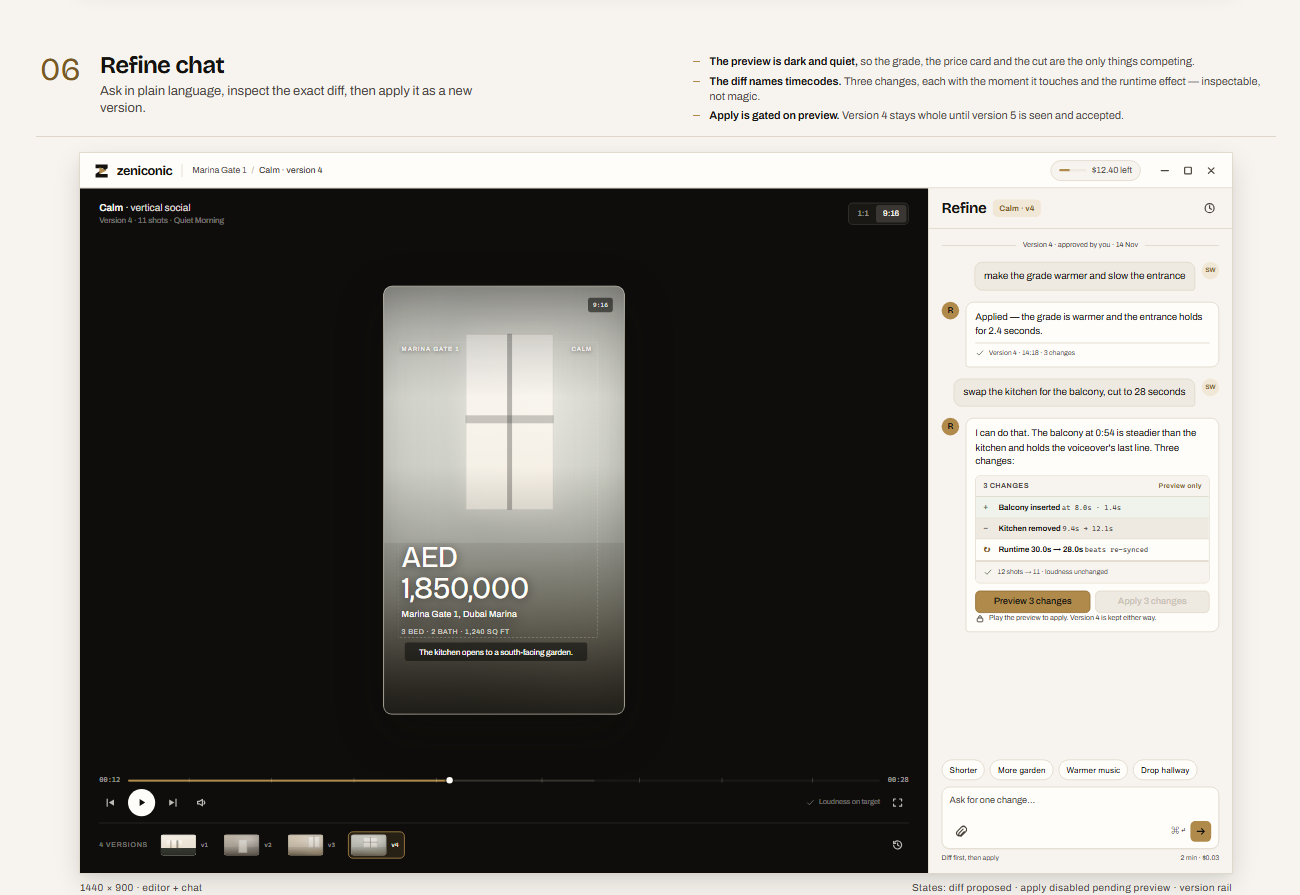 06
Refine chat
Ask in plain language, inspect the exact diff, then apply it as a new
version.
— The preview is dark and quiet, so the grade, the price card and the cut are the only things competing.
— The diff names timecodes. Three changes, each with the moment it touches and the runtime effect — inspectable,
not magic.
— Apply is gated on preview. Version 4 stays whole until version 5 is seen and accepted.
zeniconic
Marina Gate 1 / Calm · version 4
$12.40 left
Calm · vertical social
Version 4 · 11 shots · Quiet Morning
1:1 9:16
9:16
MARINA GATE 1 CALM
AED
1,850,000
Marina Gate 1, Dubai Marina
3 BED · 2 BATH · 1,240 SQ FT
The kitchen opens to a south-facing garden.
00:12
00:28
Loudness on target
4 VERSIONS
v1
v2
v3
v4
Refine
Calm · v4
Version 4 · approved by you · 14 Nov
make the grade warmer and slow the entrance
SW
R
Applied — the grade is warmer and the entrance holds
for 2.4 seconds.
Version 4 · 14:18 · 3 changes
swap the kitchen for the balcony, cut to 28 seconds
SW
R
I can do that. The balcony at 0:54 is steadier than the
kitchen and holds the voiceover's last line. Three
changes:
3 CHANGES Preview only
+ Balcony inserted at 8.0s · 1.4s
− Kitchen removed 9.4s → 12.1s
↻ Runtime 30.0s → 28.0s beats re-synced
12 shots → 11 · loudness unchanged
Preview 3 changes
Apply 3 changes
Play the preview to apply. Version 4 is kept either way.
Shorter
More garden
Warmer music
Drop hallway
Ask for one change…
⌘↵
Diff first, then apply
2 min · $0.03
1440 × 900 · editor + chat
States: diff proposed · apply disabled pending preview · version rail